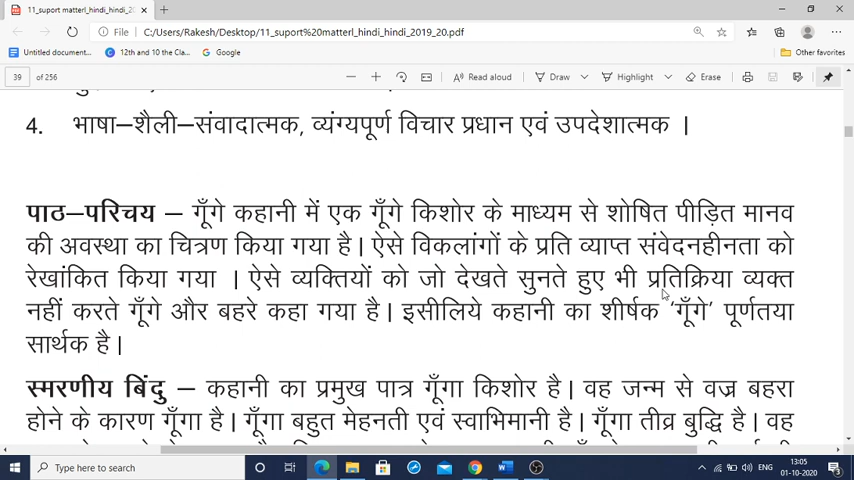 11_suport matterl_hindi_hindi_20
File | C:/Users/Rakesh/Desktop/11_suport%20matterl_hindi_hindi_2019_20.pdf
Untitled document... 12th and 10 the Cla... Google Other favorites
39 of 256 Read aloud Draw Highlight Erase
4. भाषा–शैली–संवादात्मक, व्यंग्यपूर्ण विचार प्रधान एवं उपदेशात्मक ।
पाठ–परिचय – गूँगे कहानी में एक गूँगे किशोर के माध्यम से शोषित पीड़ित मानव
की अवस्था का चित्रण किया गया है। ऐसे विकलांगों के प्रति व्याप्त संवेदनहीनता को
रेखांकित किया गया । ऐसे व्यक्तियों को जो देखते सुनते हुए भी प्रतिक्रिया व्यक्त
नहीं करते गूँगे और बहरे कहा गया है। इसीलिये कहानी का शीर्षक 'गूँगे' पूर्णतया
सार्थक है।
स्मरणीय बिंदु – कहानी का प्रमुख पात्र गूँगा किशोर है। वह जन्म से वज्र बहरा
होने के कारण गूँगा है। गूँगा बहुत मेहनती एवं स्वाभिमानी है। गूँगा तीव्र बुद्धि है। वह
Type here to search ENG 13:05
01-10-2020